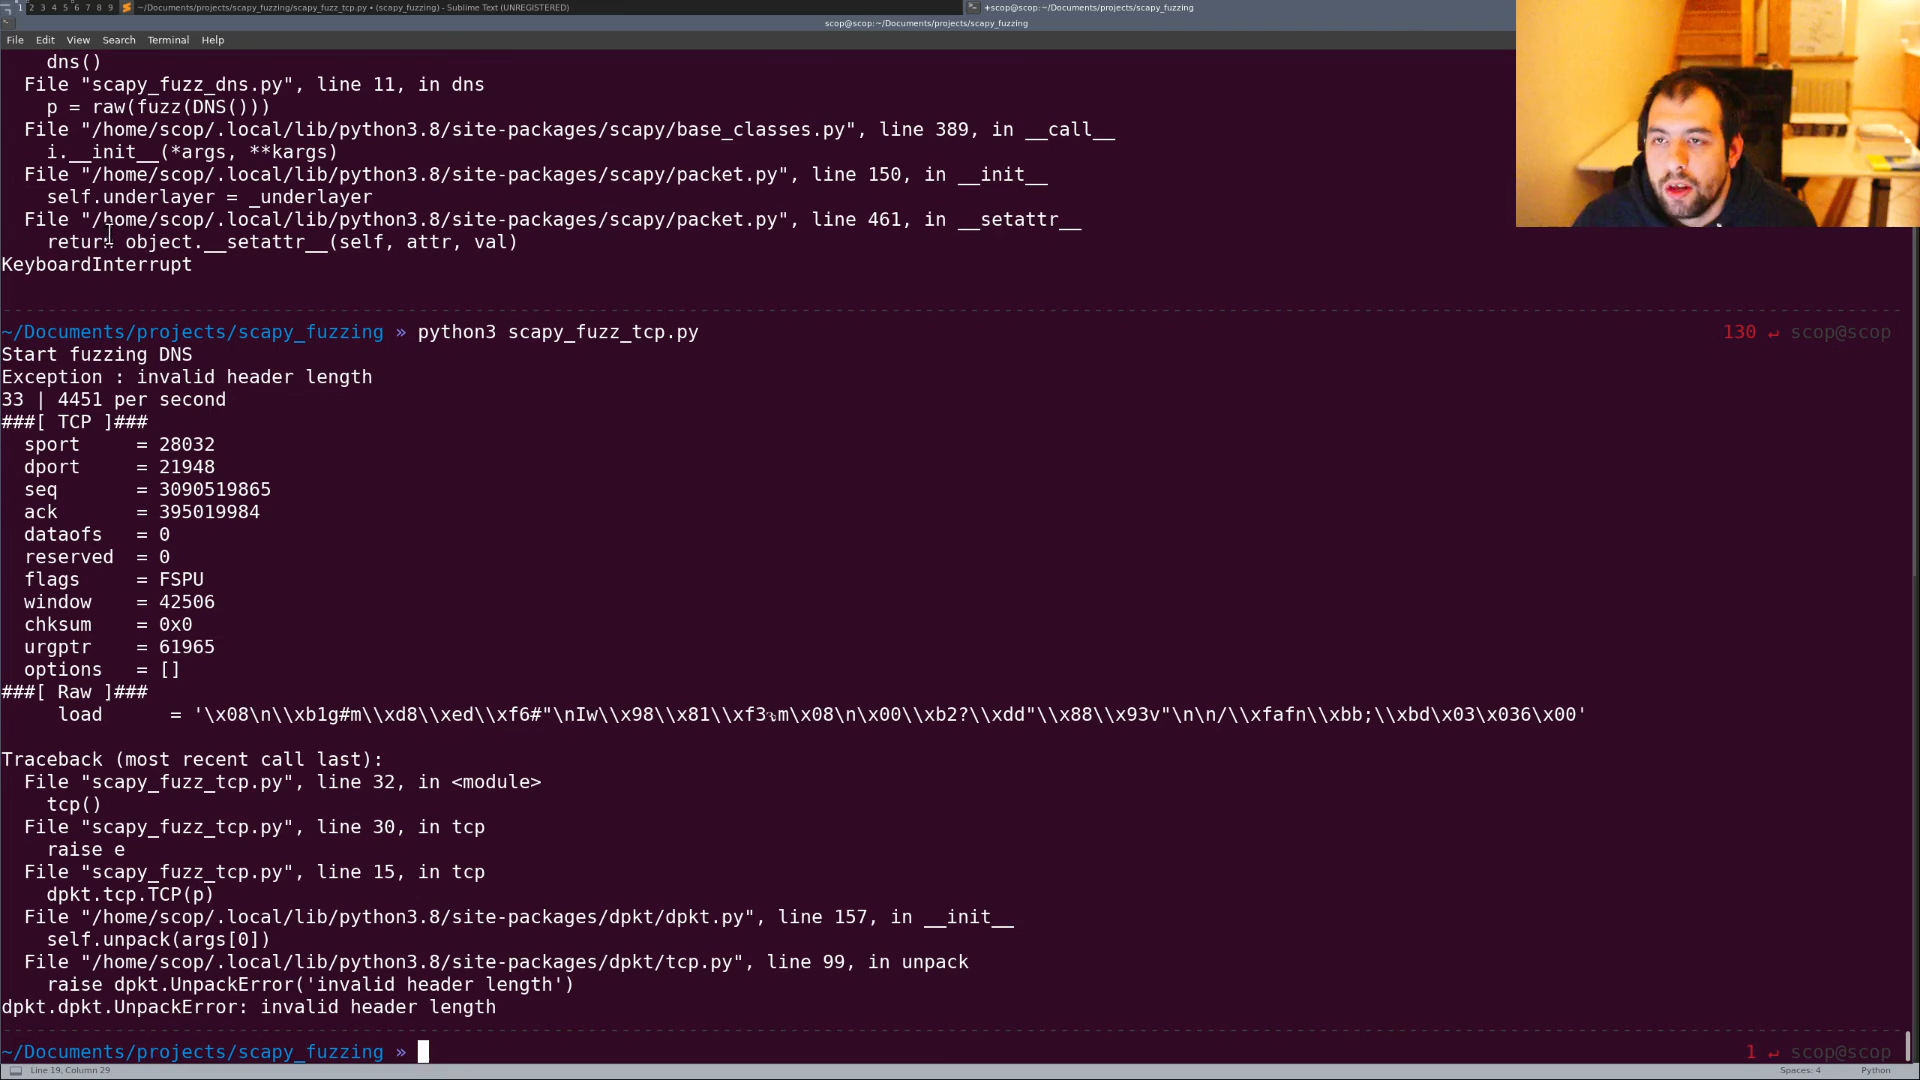 1 2 3 4 5 6 7 8 9 ~/Documents/projects/scapy_fuzzing/scapy_fuzz_tcp.py • (scapy_fuzzing) - Sublime Text (UNREGISTERED) +scop@scop:~/Documents/projects/scapy_fuzzing
scop@scop:~/Documents/projects/scapy_fuzzing
File Edit View Search Terminal Help
dns()
File "scapy_fuzz_dns.py", line 11, in dns
p = raw(fuzz(DNS()))
File "/home/scop/.local/lib/python3.8/site-packages/scapy/base_classes.py", line 389, in __call__
i.__init__(*args, **kargs)
File "/home/scop/.local/lib/python3.8/site-packages/scapy/packet.py", line 150, in __init__
self.underlayer = _underlayer
File "/home/scop/.local/lib/python3.8/site-packages/scapy/packet.py", line 461, in __setattr__
return object.__setattr__(self, attr, val)
KeyboardInterrupt
~/Documents/projects/scapy_fuzzing » python3 scapy_fuzz_tcp.py 130 ↵ scop@scop
Start fuzzing DNS
Exception : invalid header length
33 | 4451 per second
###[ TCP ]###
sport = 28032
dport = 21948
seq = 3090519865
ack = 395019984
dataofs = 0
reserved = 0
flags = FSPU
window = 42506
chksum = 0x0
urgptr = 61965
options = []
###[ Raw ]###
load = '\x08\n\\xb1g#m\\xd8\\xed\\xf6#"\nIw\\x98\\x81\\xf3~m\x08\n\x00\\xb2?\\xdd"\\x88\\x93v"\n\n/\\xfafn\\xbb;\\xbd\x03\x036\x00'
Traceback (most recent call last):
File "scapy_fuzz_tcp.py", line 32, in <module>
tcp()
File "scapy_fuzz_tcp.py", line 30, in tcp
raise e
File "scapy_fuzz_tcp.py", line 15, in tcp
dpkt.tcp.TCP(p)
File "/home/scop/.local/lib/python3.8/site-packages/dpkt/dpkt.py", line 157, in __init__
self.unpack(args[0])
File "/home/scop/.local/lib/python3.8/site-packages/dpkt/tcp.py", line 99, in unpack
raise dpkt.UnpackError('invalid header length')
dpkt.dpkt.UnpackError: invalid header length
~/Documents/projects/scapy_fuzzing » 1 ↵ scop@scop
Line 19, Column 29 Spaces: 4 Python